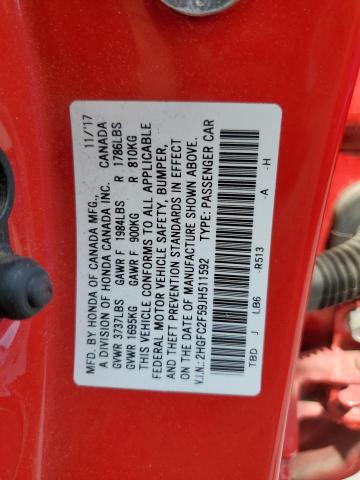 MFD. BY HONDA OF CANADA MFG., 11/'17
A DIVISION OF HONDA CANADA INC. CANADA
GVWR 3737LBS GAWR F 1984LBS R 1786LBS
GVWR 1695KG GAWR F 900KG R 810KG
THIS VEHICLE CONFORMS TO ALL APPLICABLE
FEDERAL MOTOR VEHICLE SAFETY, BUMPER,
AND THEFT PREVENTION STANDARDS IN EFFECT
ON THE DATE OF MANUFACTURE SHOWN ABOVE.
V.I.N.: 2HGFC2F59JH511592 TYPE: PASSENGER CAR
TBD J LB6 -R513 -A -H